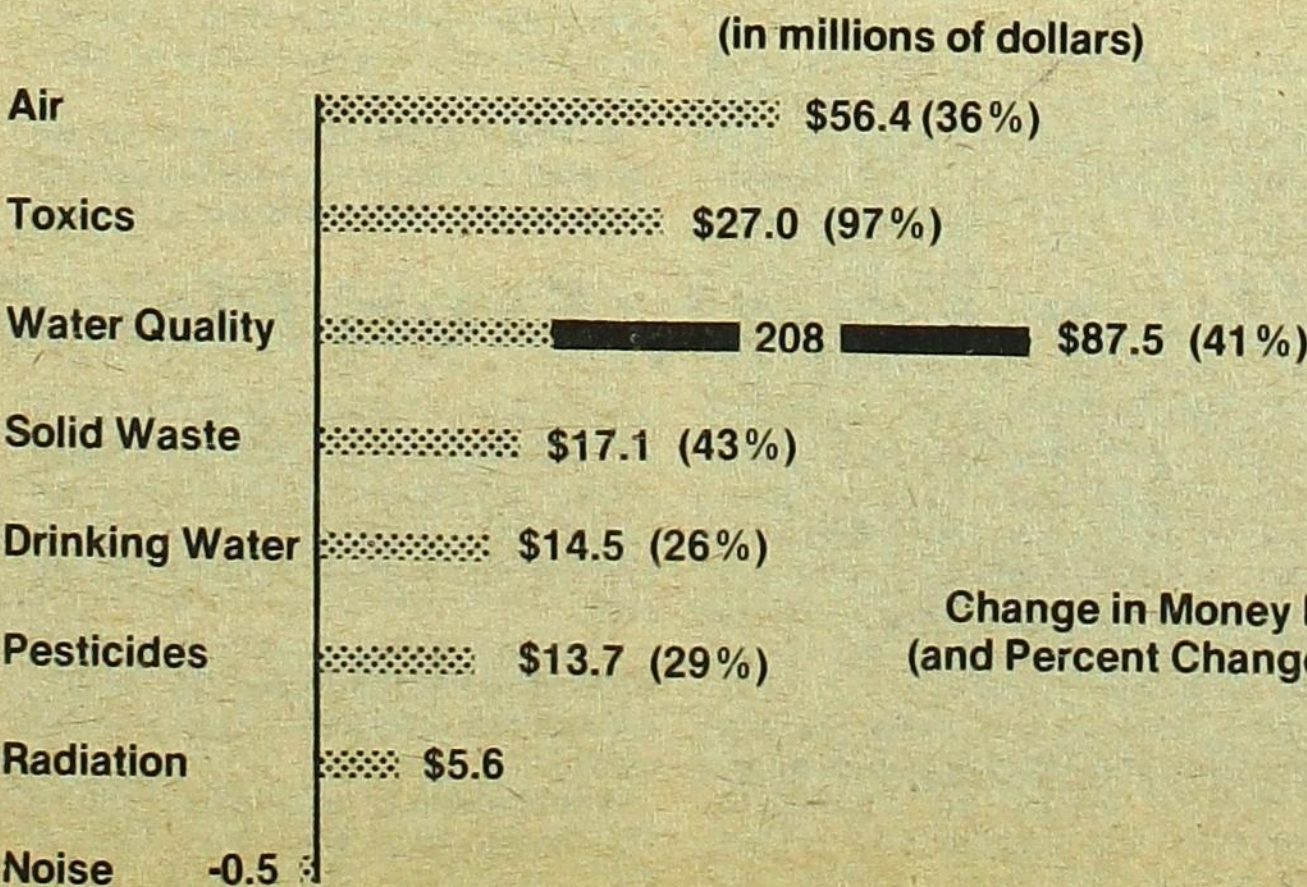 (in millions of dollars)
Air $56.4 (36%)
Toxics $27.0 (97%)
Water Quality 208 $87.5 (41%)
Solid Waste $17.1 (43%)
Drinking Water $14.5 (26%)
Change in Money
Pesticides $13.7 (29%) (and Percent Change
Radiation $5.6
Noise -0.5